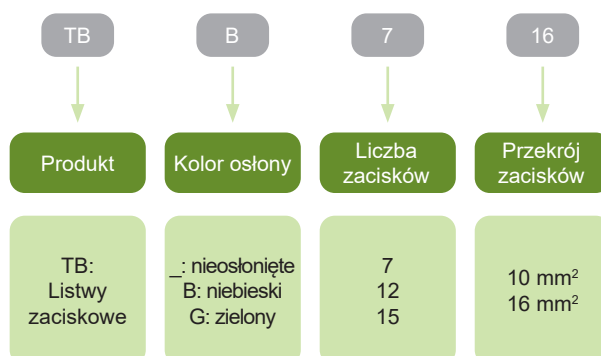 TB B 7 16
Produkt
Kolor osłony
Liczba
zacisków
Przekrój
zacisków
TB:
Listwy
zaciskowe
_: nieosłonięte
B: niebieski
G: zielony
7
12
15
10 mm²
16 mm²